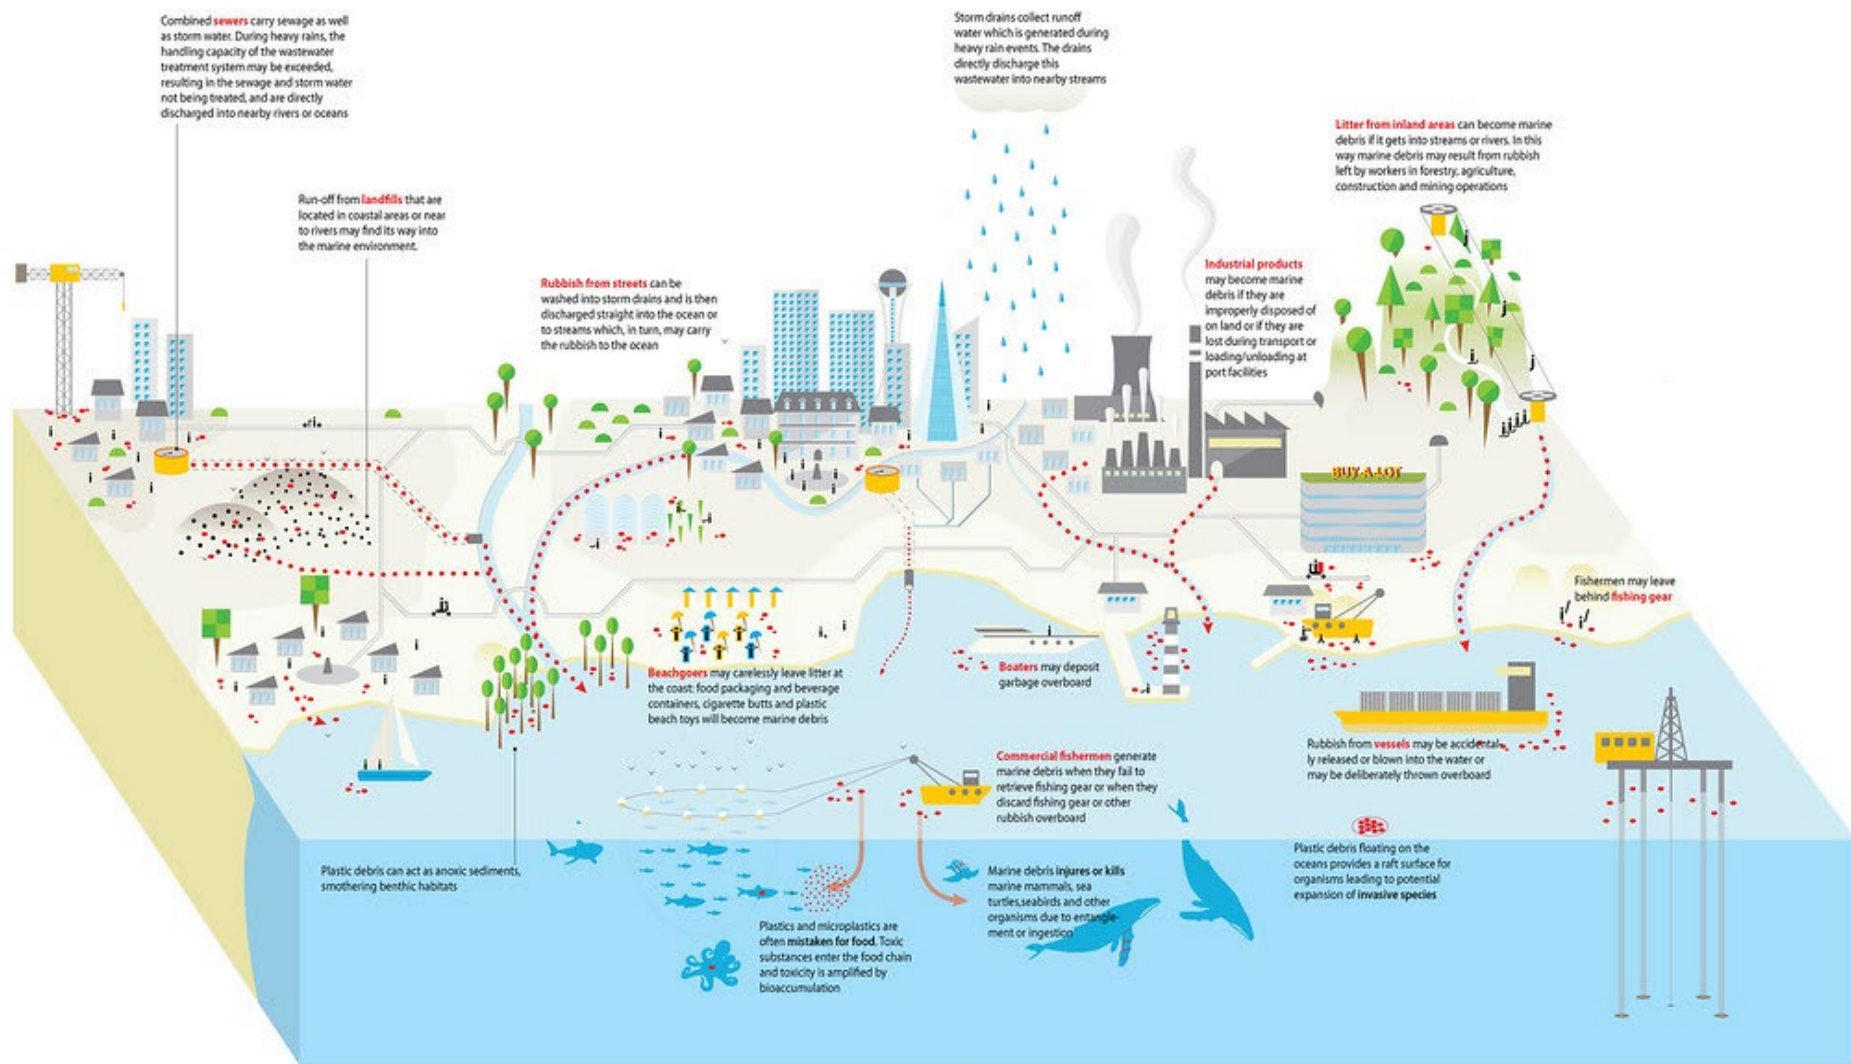 Combined sewers carry sewage as well
as storm water. During heavy rains, the
handling capacity of the wastewater
treatment system may be exceeded,
resulting in the sewage and storm water
not being treated, and are directly
discharged into nearby rivers or oceans
Storm drains collect runoff
water which is generated during
heavy rain events. The drains
directly discharge this
wastewater into nearby streams
Litter from inland areas can become marine
debris if it gets into streams or rivers. In this
way marine debris may result from rubbish
left by workers in forestry, agriculture,
construction and mining operations
Run-off from landfills that are
located in coastal areas or near
to rivers may find its way into
the marine environment.
Rubbish from streets can be
washed into storm drains and is then
discharged straight into the ocean or
to streams which, in turn, may carry
the rubbish to the ocean
Industrial products
may become marine
debris if they are
improperly disposed of
on land or if they are
lost during transport or
loading/unloading at
port facilities
BUY-A-LOT
Fishermen may leave
behind fishing gear
Beachgoers may carelessly leave litter at
the coast: food packaging and beverage
containers, cigarette butts and plastic
beach toys will become marine debris
Boaters may deposit
garbage overboard
Commercial fishermen generate
marine debris when they fail to
retrieve fishing gear or when they
discard fishing gear or other
rubbish overboard
Rubbish from vessels may be accidental-
ly released or blown into the water or
may be deliberately thrown overboard
Plastic debris can act as anoxic sediments,
smothering benthic habitats
Plastics and microplastics are
often mistaken for food. Toxic
substances enter the food chain
and toxicity is amplified by
bioaccumulation
Marine debris injures or kills
marine mammals, sea
turtles,seabirds and other
organisms due to entangle-
ment or ingestion
Plastic debris floating on the
oceans provides a raft surface for
organisms leading to potential
expansion of invasive species